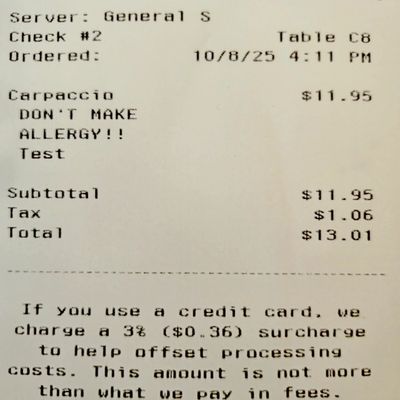 Server: General S
Check #2 Table C8
Ordered: 10/8/25 4:11 PM
Carpaccio $11.95
DON'T MAKE
ALLERGY!!
Test
Subtotal $11.95
Tax $1.06
Total $13.01
If you use a credit card, we
charge a 3% ($0.36) surcharge
to help offset processing
costs. This amount is not more
than what we pay in fees.